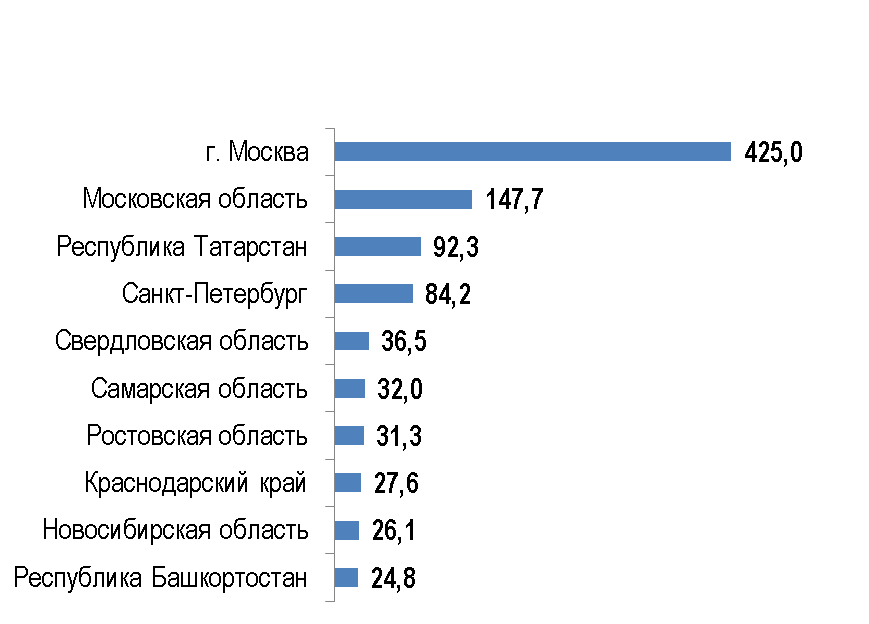 г. Москва 425,0
Московская область 147,7
Республика Татарстан 92,3
Санкт-Петербург 84,2
Свердловская область 36,5
Самарская область 32,0
Ростовская область 31,3
Краснодарский край 27,6
Новосибирская область 26,1
Республика Башкортостан 24,8